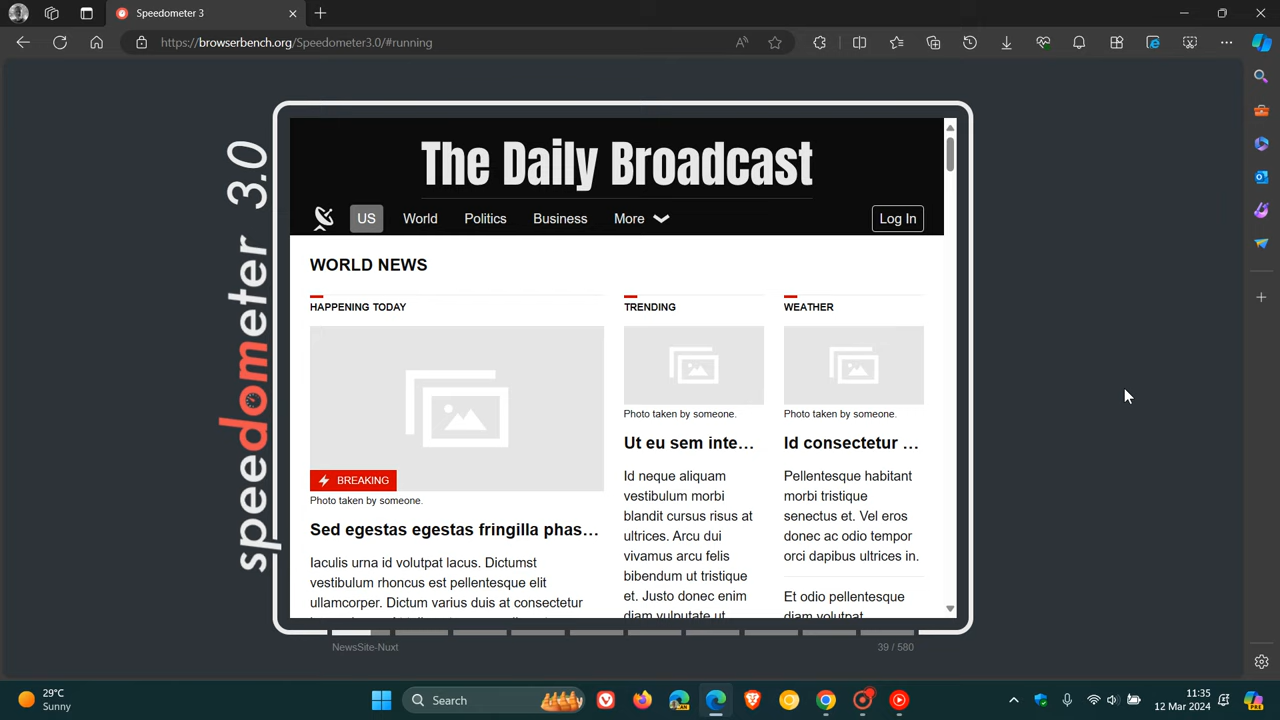 Speedometer 3
https://browserbench.org/Speedometer3.0/#running
speedometer 3.0
The Daily Broadcast
US World Politics Business More Log In
WORLD NEWS
HAPPENING TODAY
BREAKING
Photo taken by someone.
Sed egestas egestas fringilla phas...
Iaculis urna id volutpat lacus. Dictumst
vestibulum rhoncus est pellentesque elit
ullamcorper. Dictum varius duis at consectetur
TRENDING
Photo taken by someone.
Ut eu sem inte...
Id neque aliquam
vestibulum morbi
blandit cursus risus at
ultrices. Arcu dui
vivamus arcu felis
bibendum ut tristique
et. Justo donec enim
diam vulputate ut
WEATHER
Photo taken by someone.
Id consectetur ...
Pellentesque habitant
morbi tristique
senectus et. Vel eros
donec ac odio tempor
orci dapibus ultrices in.
Et odio pellentesque
diam volutpat
NewsSite-Nuxt
39 / 580
29°C
Sunny
Search
11:35
12 Mar 2024